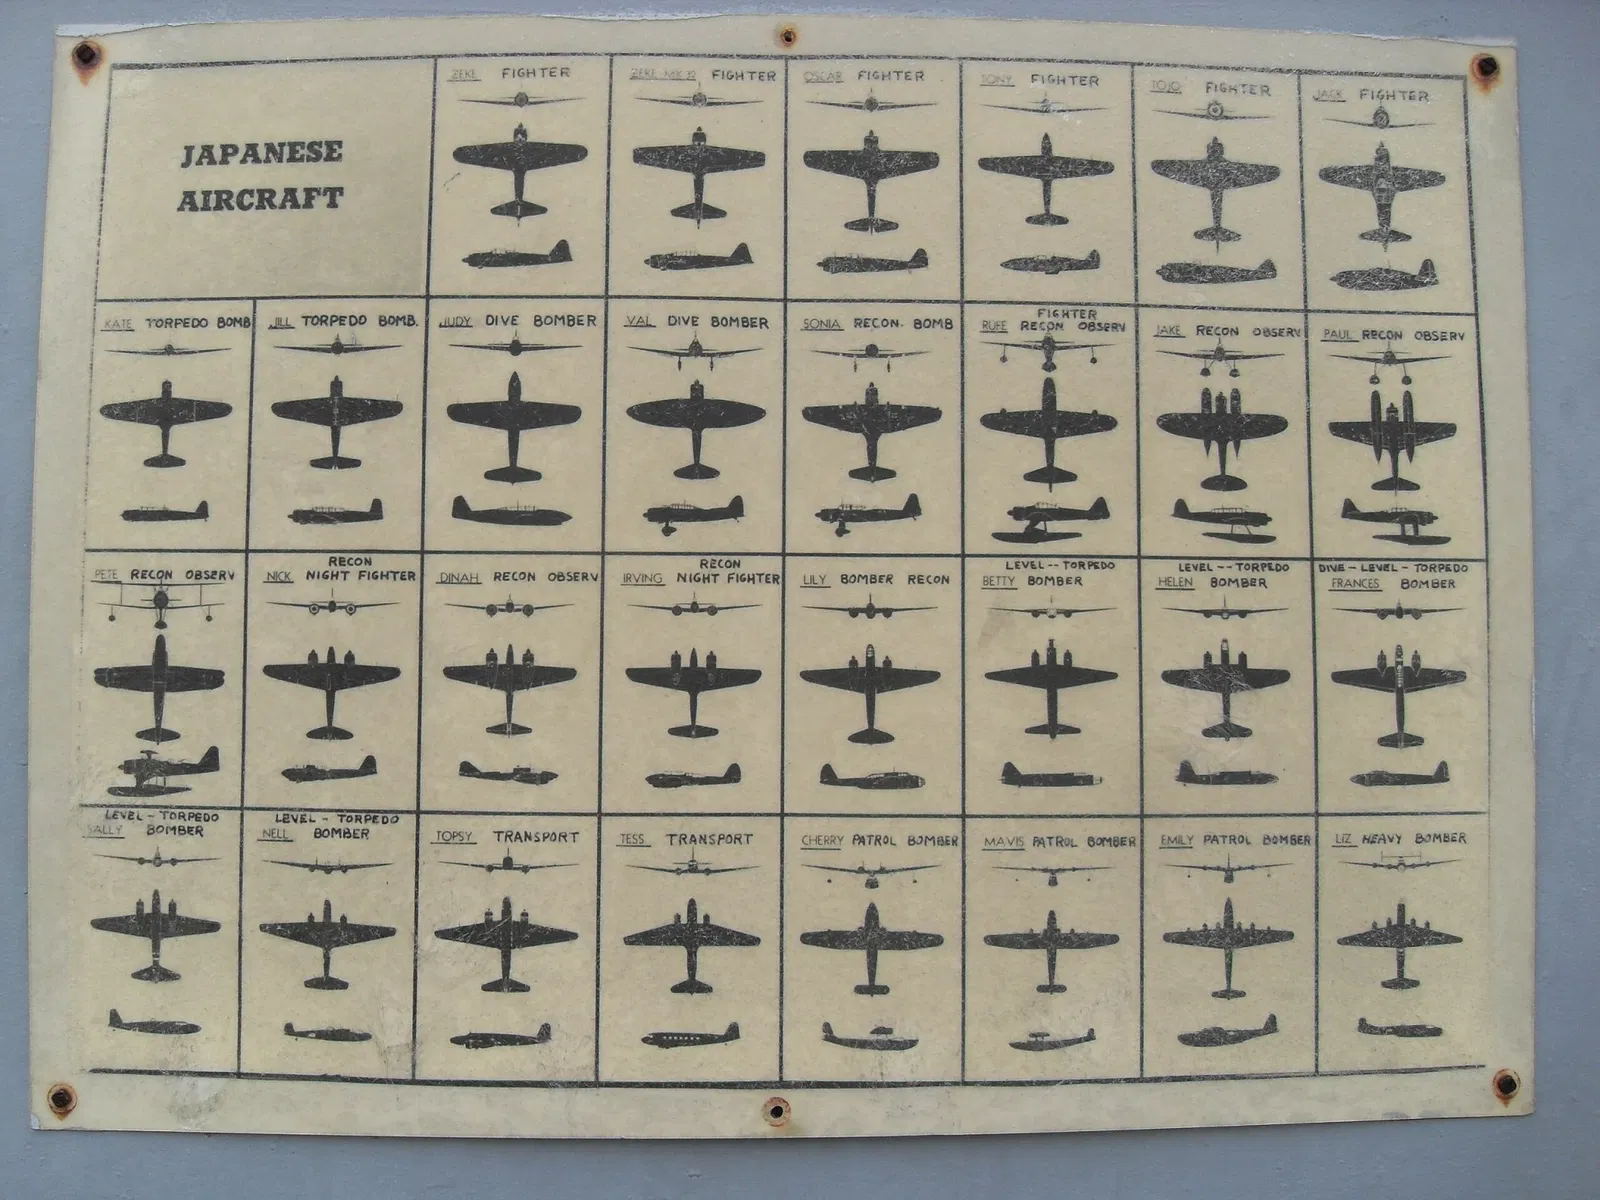 JAPANESE
AIRCRAFT
ZEKE FIGHTER
ZEKE MK FIGHTER
OSCAR FIGHTER
TONY FIGHTER
TOJO FIGHTER
JACK FIGHTER
KATE TORPEDO BOMB
JILL TORPEDO BOMB.
JUDY DIVE BOMBER
VAL DIVE BOMBER
SONIA RECON. BOMB
FIGHTER
RUFE RECON OBSERV
JAKE RECON OBSERV
PAUL RECON OBSERV
PETE RECON OBSERV
RECON
NICK NIGHT FIGHTER
DINAH RECON OBSERV
RECON
IRVING NIGHT FIGHTER
LILY BOMBER RECON
LEVEL--TORPEDO
BETTY BOMBER
LEVEL--TORPEDO
HELEN BOMBER
DIVE-LEVEL-TORPEDO
FRANCES BOMBER
LEVEL-TORPEDO
SALLY BOMBER
LEVEL - TORPEDO
NELL BOMBER
TOPSY TRANSPORT
TESS TRANSPORT
CHERRY PATROL BOMBER
MAVIS PATROL BOMBER
EMILY PATROL BOMBER
LIZ HEAVY BOMBER